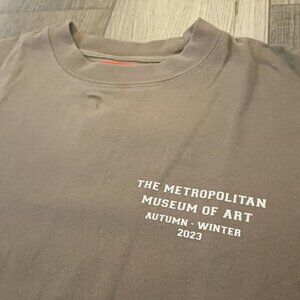 THE METROPOLITAN
MUSEUM OF ART
AUTUMN - WINTER
2023